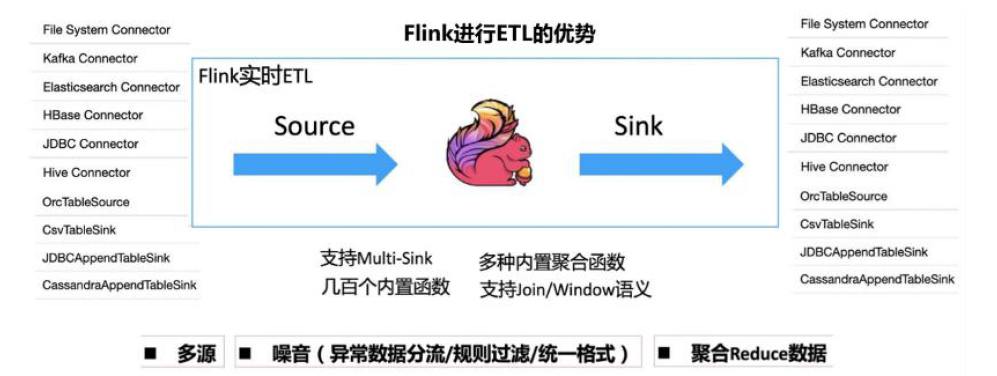 Flink进行ETL的优势
File System Connector
Kafka Connector
Elasticsearch Connector
HBase Connector
JDBC Connector
Hive Connector
OrcTableSource
CsvTableSink
JDBCAppendTableSink
CassandraAppendTableSink
Flink实时ETL
Source
Sink
支持Multi-Sink
多种内置聚合函数
几百个内置函数
支持Join/Window语义
File System Connector
Kafka Connector
Elasticsearch Connector
HBase Connector
JDBC Connector
Hive Connector
OrcTableSource
CsvTableSink
JDBCAppendTableSink
CassandraAppendTableSink
■ 多源
■ 噪音（异常数据分流/规则过滤/统一格式）
■ 聚合Reduce数据